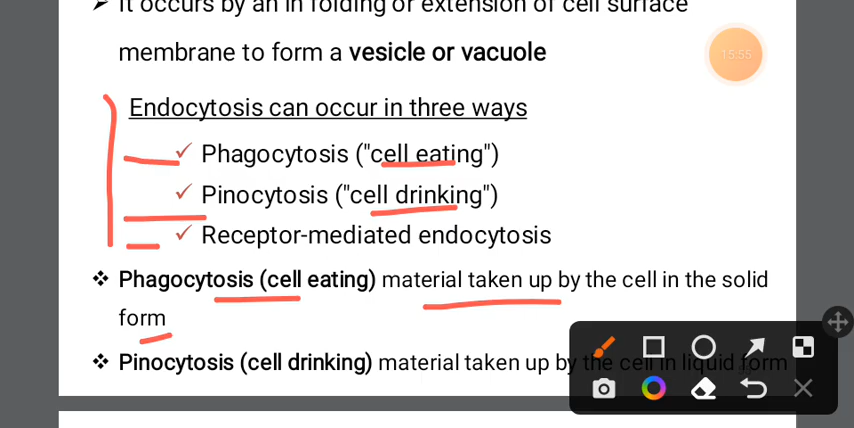 ➤ It occurs by an in folding or extension of cell surface
membrane to form a vesicle or vacuole
15:55
Endocytosis can occur in three ways
✓ Phagocytosis ("cell eating")
✓ Pinocytosis ("cell drinking")
✓ Receptor-mediated endocytosis
❖ Phagocytosis (cell eating) material taken up by the cell in the solid
form
❖ Pinocytosis (cell drinking) material taken up by the cell in liquid form